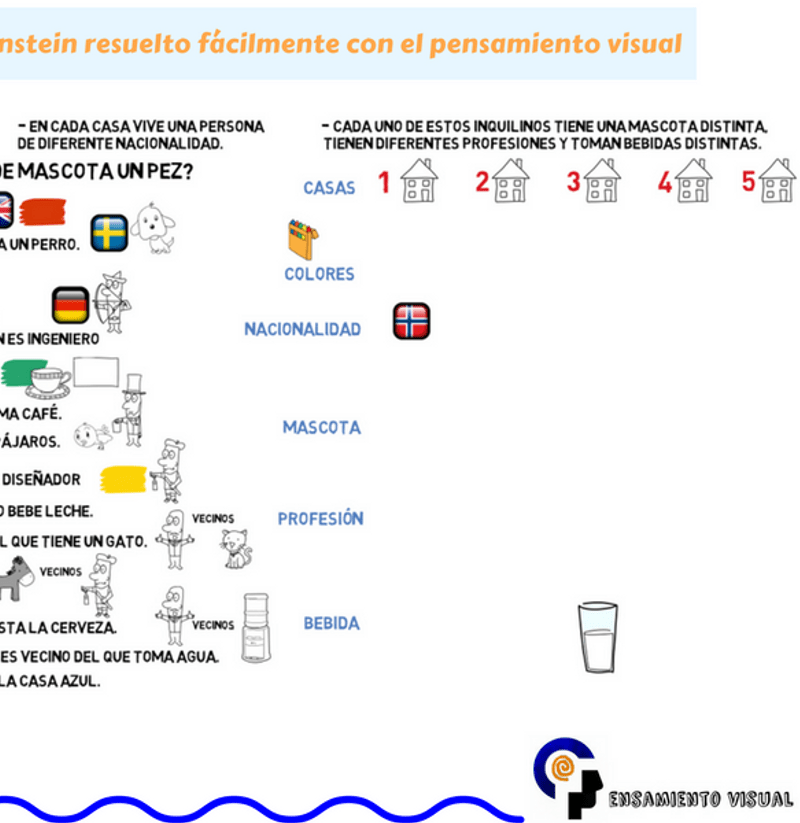 nstein resuelto fácilmente con el pensamiento visual
- EN CADA CASA VIVE UNA PERSONA
DE DIFERENTE NACIONALIDAD.
- CADA UNO DE ESTOS INQUILINOS TIENE UNA MASCOTA DISTINTA,
TIENEN DIFERENTES PROFESIONES Y TOMAN BEBIDAS DISTINTAS.
E MASCOTA UN PEZ?
CASAS 1 2 3 4 5
A UN PERRO.
COLORES
NACIONALIDAD
N ES INGENIERO
MA CAFÉ.
MASCOTA
PÁJAROS.
DISEÑADOR
O BEBE LECHE.
VECINOS
PROFESIÓN
L QUE TIENE UN GATO.
VECINOS
STA LA CERVEZA.
VECINOS
BEBIDA
ES VECINO DEL QUE TOMA AGUA.
LA CASA AZUL.
ENSAMIENTO VISUAL